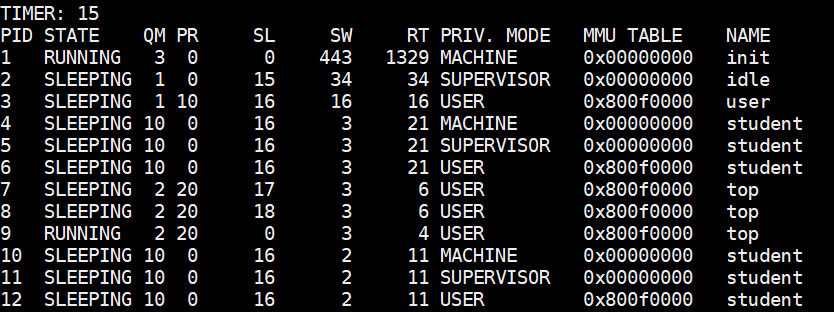 TIMER: 15
PID STATE    QM PR     SL     SW     RT PRIV. MODE   MMU TABLE    NAME
1   RUNNING   3  0      0    443   1329 MACHINE      0x00000000   init
2   SLEEPING  1  0     15     34     34 SUPERVISOR   0x00000000   idle
3   SLEEPING  1 10     16     16     16 USER         0x800f0000   user
4   SLEEPING 10  0     16      3     21 MACHINE      0x00000000   student
5   SLEEPING 10  0     16      3     21 SUPERVISOR   0x00000000   student
6   SLEEPING 10  0     16      3     21 USER         0x800f0000   student
7   SLEEPING  2 20     17      3      6 USER         0x800f0000   top
8   SLEEPING  2 20     18      3      6 USER         0x800f0000   top
9   RUNNING   2 20      0      3      4 USER         0x800f0000   top
10  SLEEPING 10  0     16      2     11 MACHINE      0x00000000   student
11  SLEEPING 10  0     16      2     11 SUPERVISOR   0x00000000   student
12  SLEEPING 10  0     16      2     11 USER         0x800f0000   student